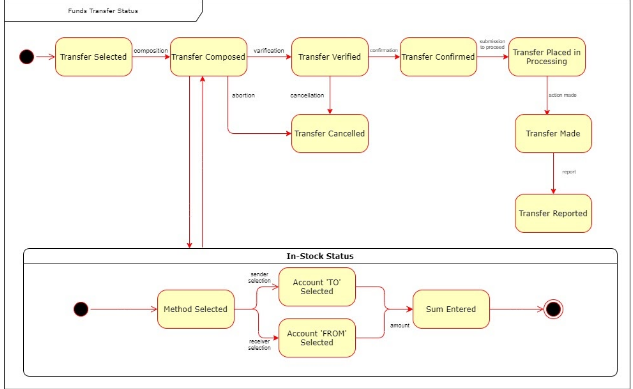 Funds Transfer Status
Transfer Selected
composition
Transfer Composed
varification
Transfer Verified
confirmation
Transfer Confirmed
submission
to proceed
Transfer Placed in
Processing
abortion
cancellation
action made
Transfer Cancelled
Transfer Made
report
Transfer Reported
In-Stock Status
Method Selected
sender
selection
Account 'TO'
Selected
receiver
selection
Account 'FROM'
Selected
amount
Sum Entered